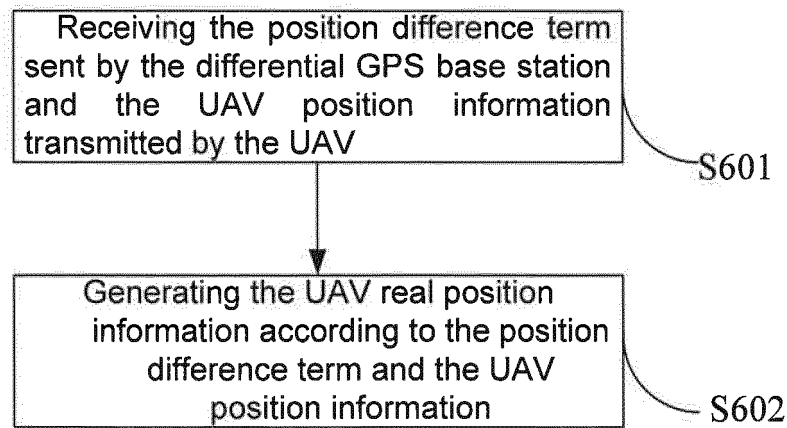 Receiving the position difference term
sent by the differential GPS base station
and the UAV position information
transmitted by the UAV
S601
Generating the UAV real position
information according to the position
difference term and the UAV
position information
S602